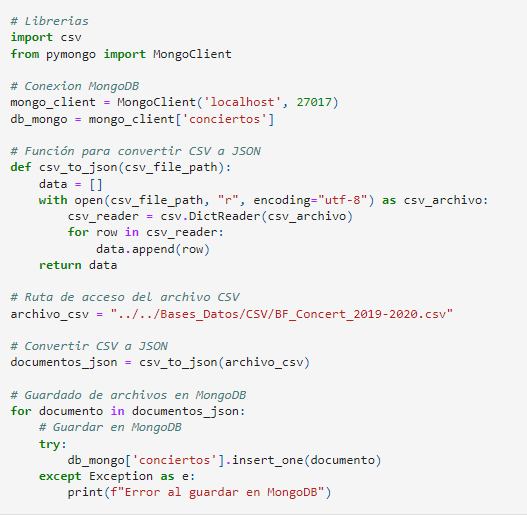 # Librerias
import csv
from pymongo import MongoClient
# Conexion MongoDB
mongo_client = MongoClient('localhost', 27017)
db_mongo = mongo_client['conciertos']
# Función para convertir CSV a JSON
def csv_to_json(csv_file_path):
    data = []
    with open(csv_file_path, "r", encoding="utf-8") as csv_archivo:
        csv_reader = csv.DictReader(csv_archivo)
        for row in csv_reader:
            data.append(row)
    return data
# Ruta de acceso del archivo CSV
archivo_csv = "../../Bases_Datos/CSV/BF_Concert_2019-2020.csv"
# Convertir CSV a JSON
documentos_json = csv_to_json(archivo_csv)
# Guardado de archivos en MongoDB
for documento in documentos_json:
    # Guardar en MongoDB
    try:
        db_mongo['conciertos'].insert_one(documento)
    except Exception as e:
        print(f"Error al guardar en MongoDB")